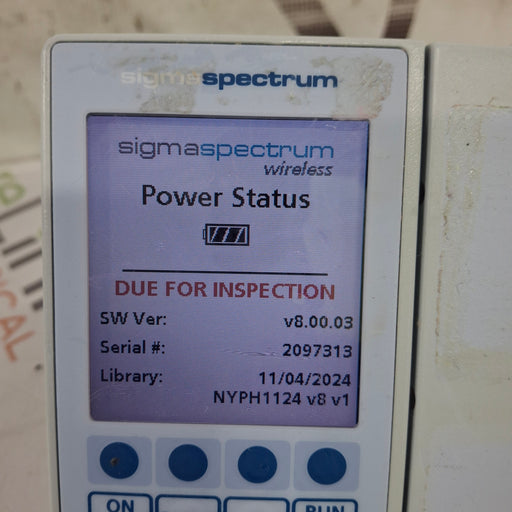 sigmaspectrum
sigmaspectrum
wireless
Power Status
DUE FOR INSPECTION
SW Ver: v8.00.03
Serial #: 2097313
Library: 11/04/2024
NYPH1124 v8 v1
ON RUN